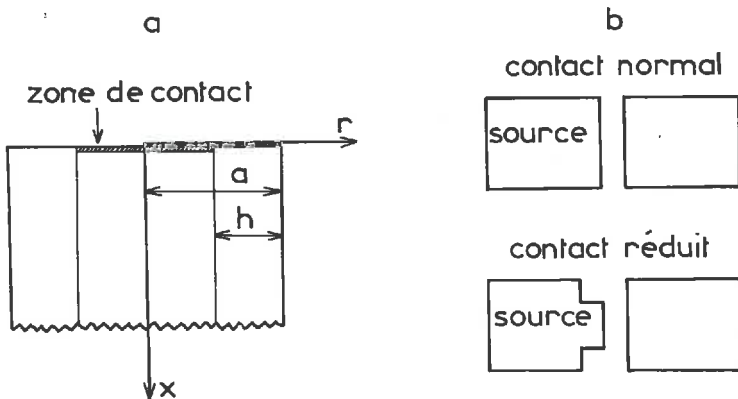 a
zone de contact
r
a
h
x
b
contact normal
source
contact réduit
source